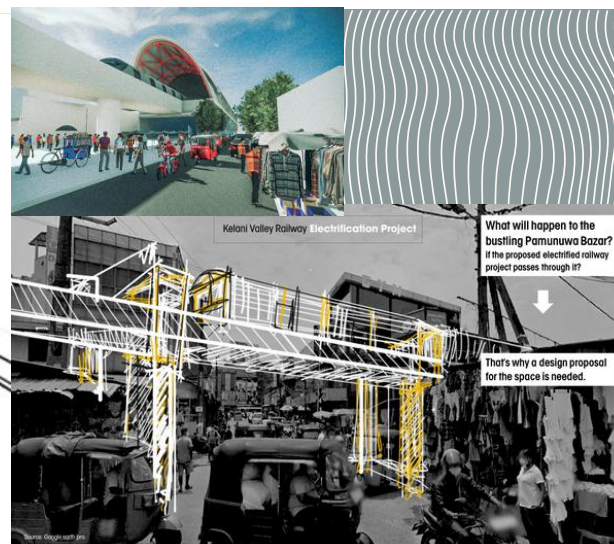 Kelani Valley Railway Electrification Project
What will happen to the
bustling Pamunuwa Bazar?
if the proposed electrified railway
project passes through it?
That's why a design proposal
for the space is needed.
Source: Google earth pro